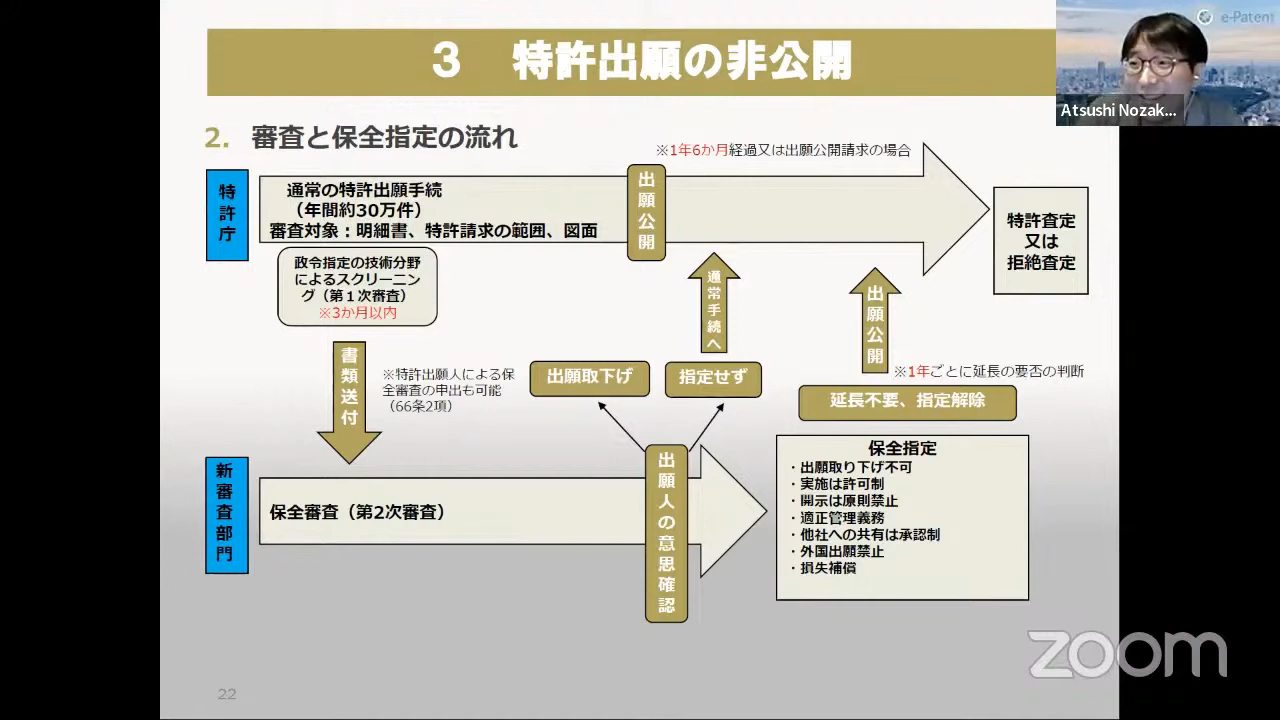 ３　特許出願の非公開
e-Patent
Atsushi Nozak...
2. 審査と保全指定の流れ
※1年6か月経過又は出願公開請求の場合
特許庁
通常の特許出願手続
（年間約30万件）
審査対象：明細書、特許請求の範囲、図面
出願公開
特許査定
又は
拒絶査定
政令指定の技術分野
によるスクリーニン
グ（第１次審査）
※3か月以内
通常手続へ
出願公開
書類送付
※特許出願人による保
全審査の申出も可能
（66条2項）
出願取下げ
指定せず
※1年ごとに延長の要否の判断
延長不要、指定解除
新審査部門
保全審査（第2次審査）
出願人の意思確認
保全指定
・出願取り下げ不可
・実施は許可制
・開示は原則禁止
・適正管理義務
・他社への共有は承認制
・外国出願禁止
・損失補償
zoom
22